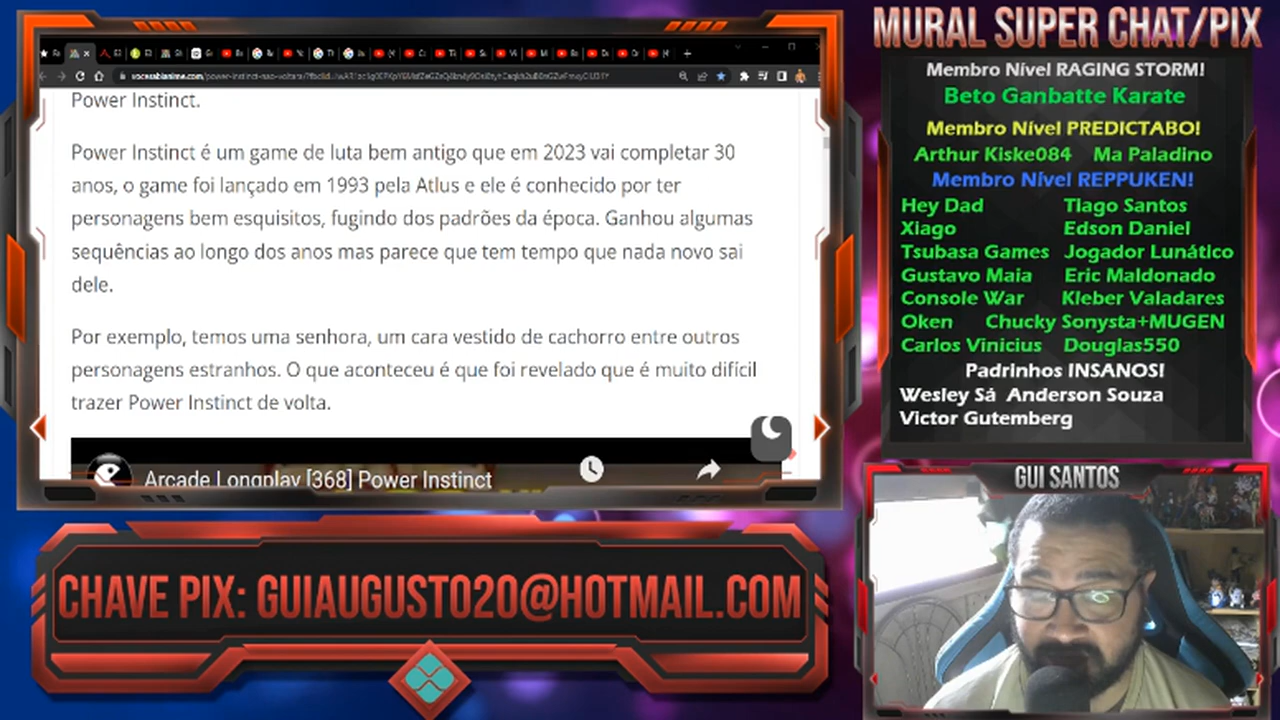 Power Instinct.
Power Instinct é um game de luta bem antigo que em 2023 vai completar 30
anos, o game foi lançado em 1993 pela Atlus e ele é conhecido por ter
personagens bem esquisitos, fugindo dos padrões da época. Ganhou algumas
sequências ao longo dos anos mas parece que tem tempo que nada novo sai
dele.
Por exemplo, temos uma senhora, um cara vestido de cachorro entre outros
personagens estranhos. O que aconteceu é que foi revelado que é muito difícil
trazer Power Instinct de volta.
Arcade Longplay [368] Power Instinct
CHAVE PIX: GUIAUGUSTO20@HOTMAIL.COM
MURAL SUPER CHAT/PIX
Membro Nível RAGING STORM!
Beto Ganbatte Karate
Membro Nível PREDICTABO!
Arthur Kiske084 Ma Paladino
Membro Nível REPPUKEN!
Hey Dad Tiago Santos
Xiago Edson Daniel
Tsubasa Games Jogador Lunático
Gustavo Maia Eric Maldonado
Console War Kleber Valadares
Oken Chucky Sonysta+MUGEN
Carlos Vinicius Douglas550
Padrinhos INSANOS!
Wesley Sá Anderson Souza
Victor Gutemberg
GUI SANTOS